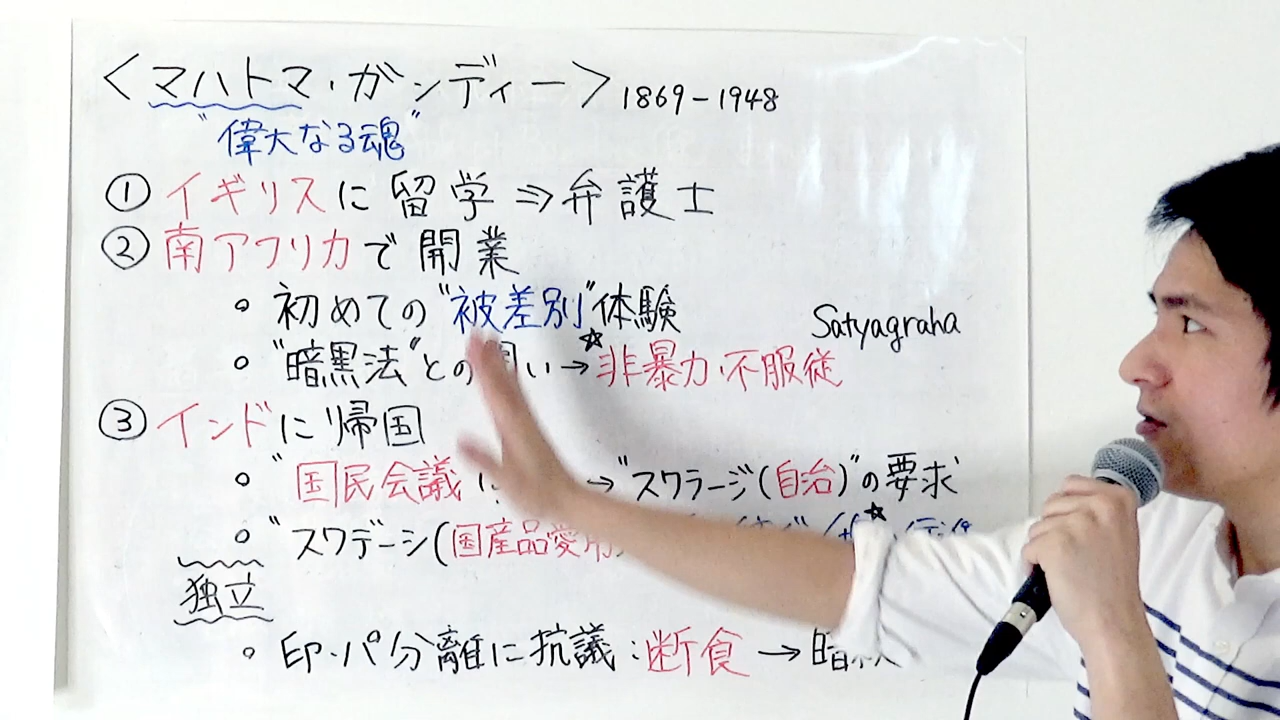 <マハトマ・ガンディー> 1869-1948
"偉大なる魂"
① イギリスに留学⇒弁護士
② 南アフリカで開業
。初めての"被差別"体験
Satyagraha
。"暗黒法"との い→☆非暴力・不服従
③ インドに帰国
。"国民会議 →"スワラージ(自治)"の要求
。"スワデーシ(国産品愛用
独立
。印・パ分離に抗議:断食→暗